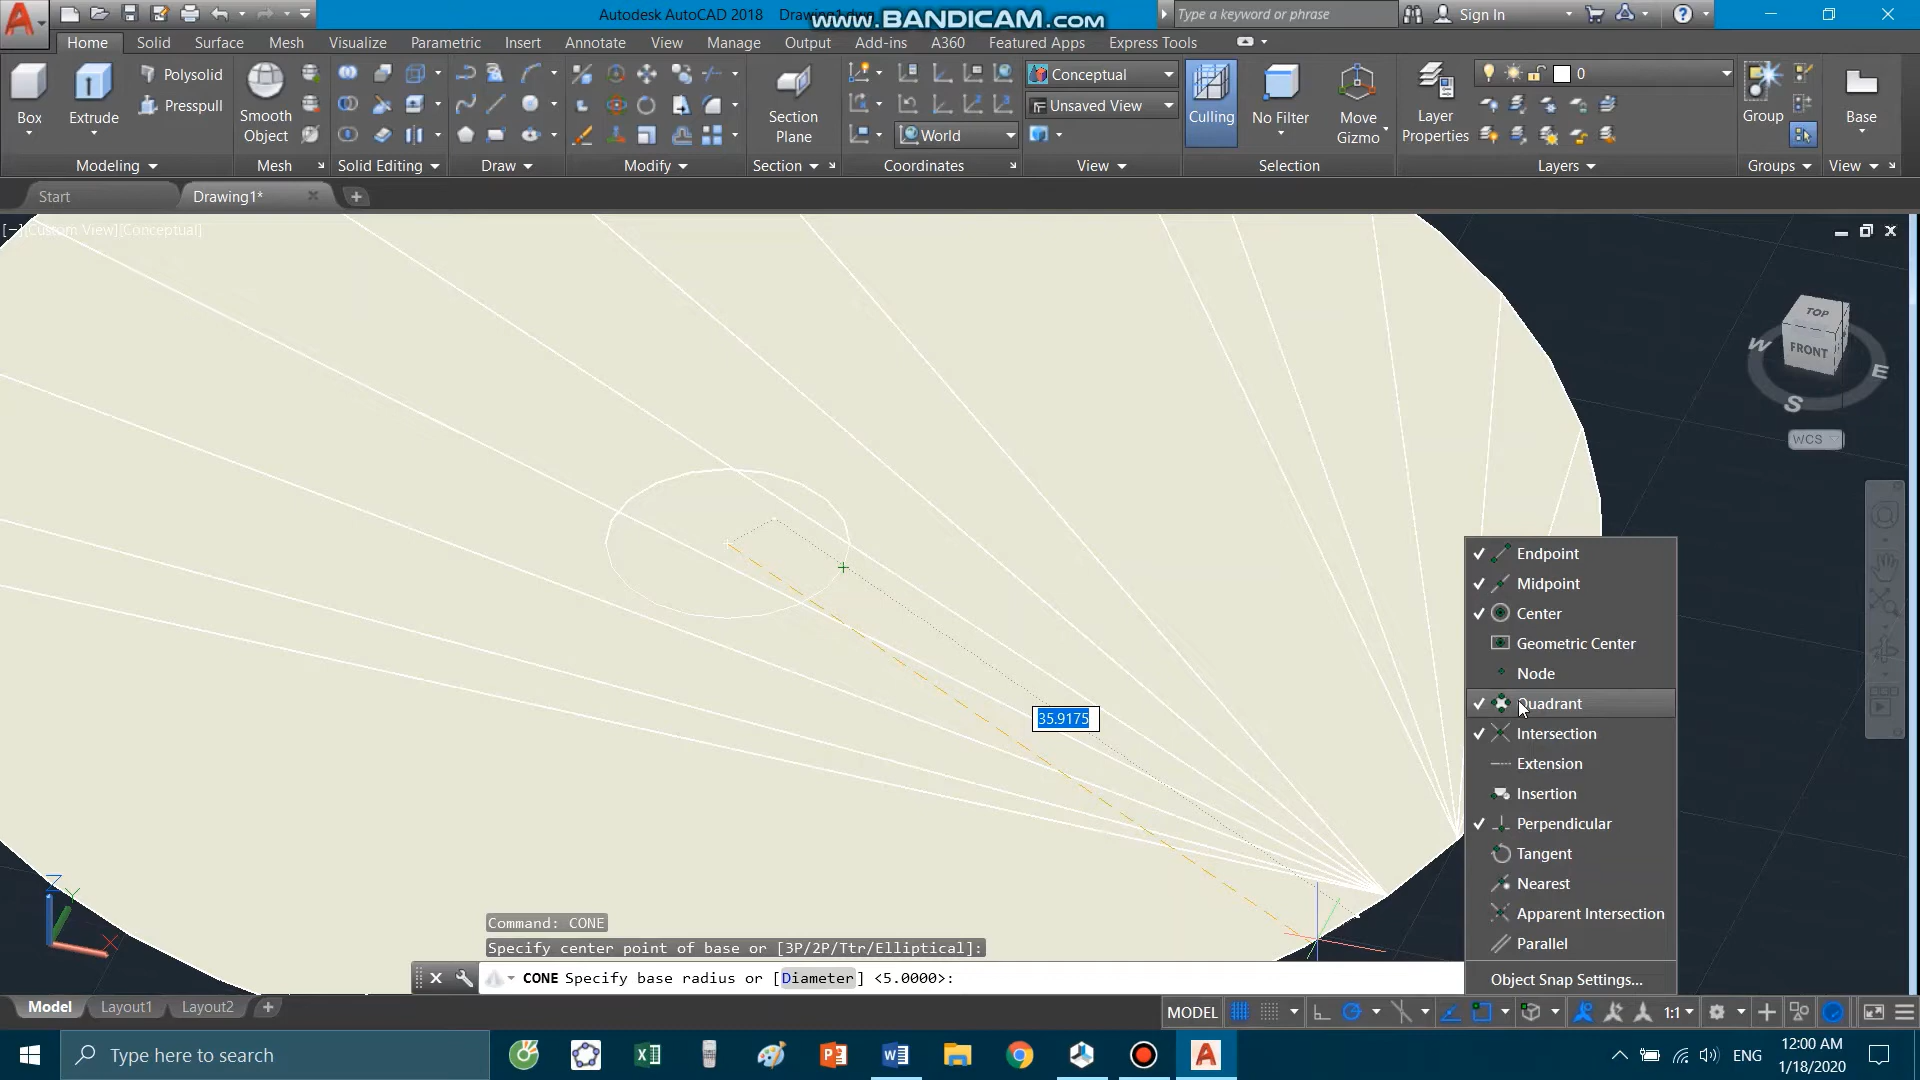 Autodesk AutoCAD 2018 Drawing1.dwg
www.BANDICAM.com
Type a keyword or phrase
Sign In
Home Solid Surface Mesh Visualize Parametric Insert Annotate View Manage Output Add-ins A360 Featured Apps Express Tools
Box
Extrude
Polysolid
Presspull
Smooth Object
Section Plane
World
Conceptual
Unsaved View
Culling
No Filter
Move Gizmo
Layer Properties
0
Group
Base
Modeling Mesh Solid Editing Draw Modify Section Coordinates View Selection Layers Groups View
Start Drawing1*
[−][Custom View][Conceptual]
TOP
FRONT
W
E
S
WCS
Endpoint
Midpoint
Center
Geometric Center
Node
Quadrant
Intersection
Extension
Insertion
Perpendicular
Tangent
Nearest
Apparent Intersection
Parallel
Object Snap Settings...
35.9175
Z
Y
X
Command: CONE
Specify center point of base or [3P/2P/Ttr/Elliptical]:
CONE Specify base radius or [Diameter] <5.0000>:
Model Layout1 Layout2
MODEL
1:1
Type here to search
ENG
12:00 AM
1/18/2020